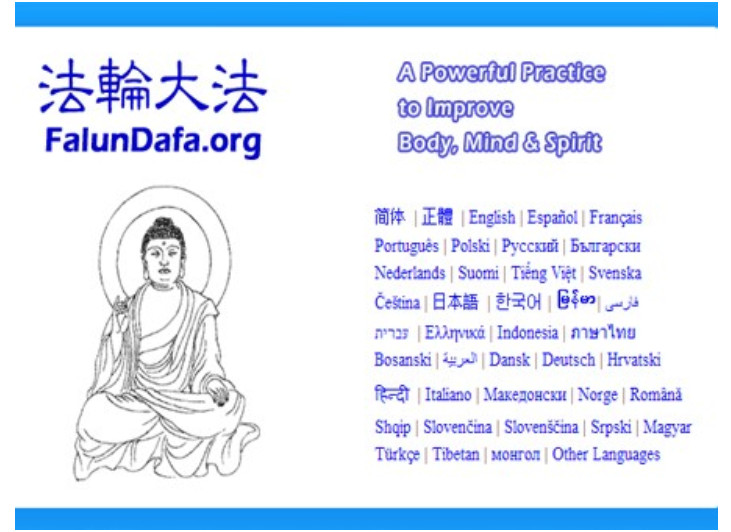 法輪大法
FalunDafa.org
A Powerful Practice
to Improve
Body, Mind & Spirit
简体 | 正體 | English | Español | Français
Português | Polski | Русский | Български
Nederlands | Suomi | Tiếng Việt | Svenska
Čeština | 日本語 | 한국어 | မြန်မာ | فارسی
עברית | Ελληνικά | Indonesia | ภาษาไทย
Bosanski | العربية | Dansk | Deutsch | Hrvatski
हिन्दी | Italiano | Македонски | Norge | Română
Shqip | Slovenčina | Slovenščina | Srpski | Magyar
Türkçe | Tibetan | монгол | Other Languages